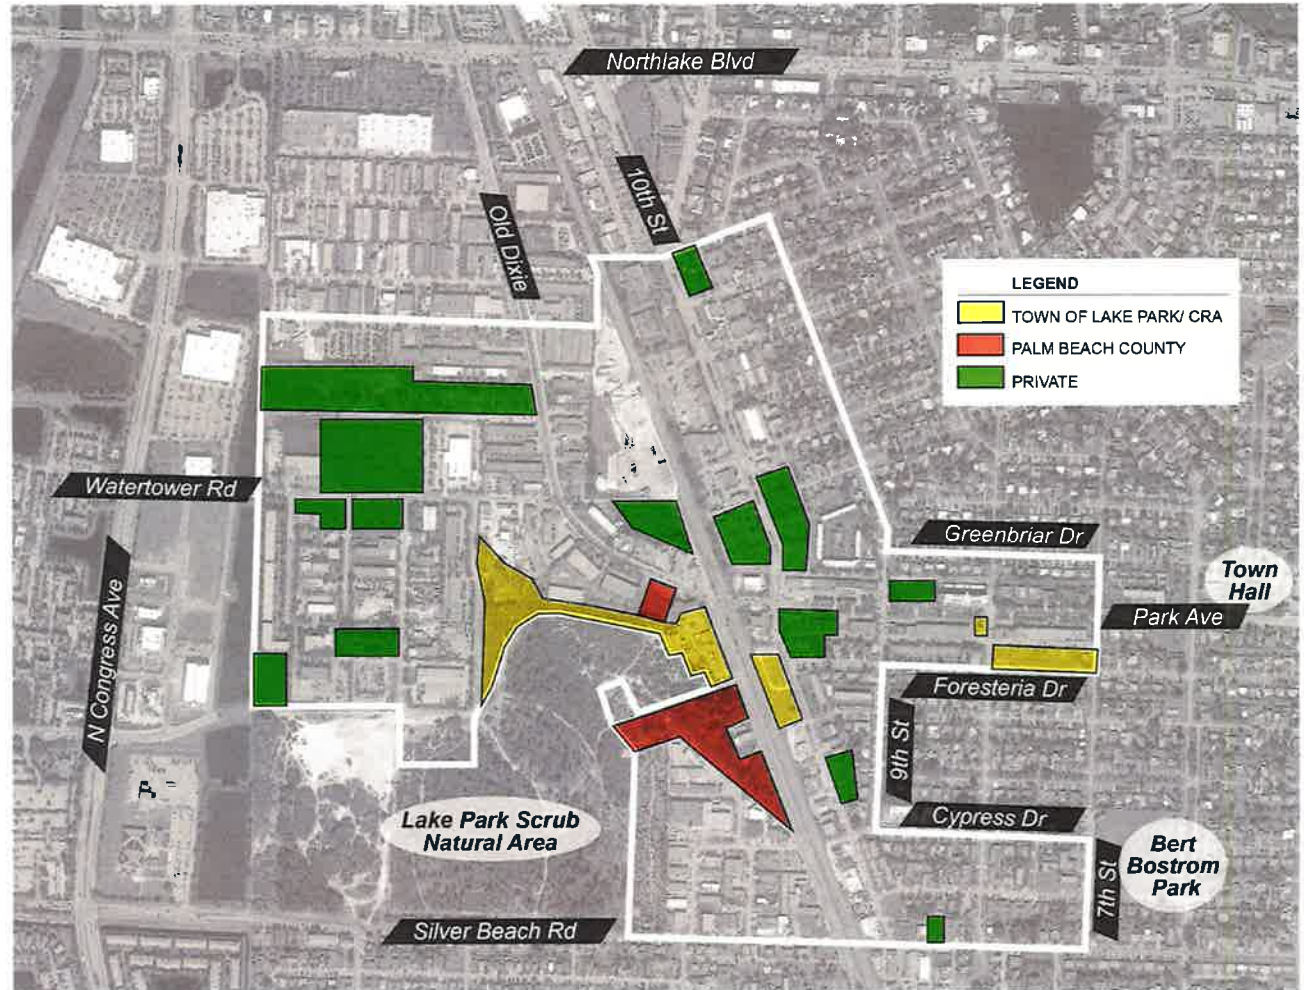 Northlake Blvd
10th St
Old Dixie
LEGEND
TOWN OF LAKE PARK/ CRA
PALM BEACH COUNTY
PRIVATE
Watertower Rd
Greenbriar Dr
Town
Hall
Park Ave
N Congress Ave
Foresteria Dr
9th St
Cypress Dr
Lake Park Scrub
Natural Area
Bert
Bostrom
Park
7th St
Silver Beach Rd